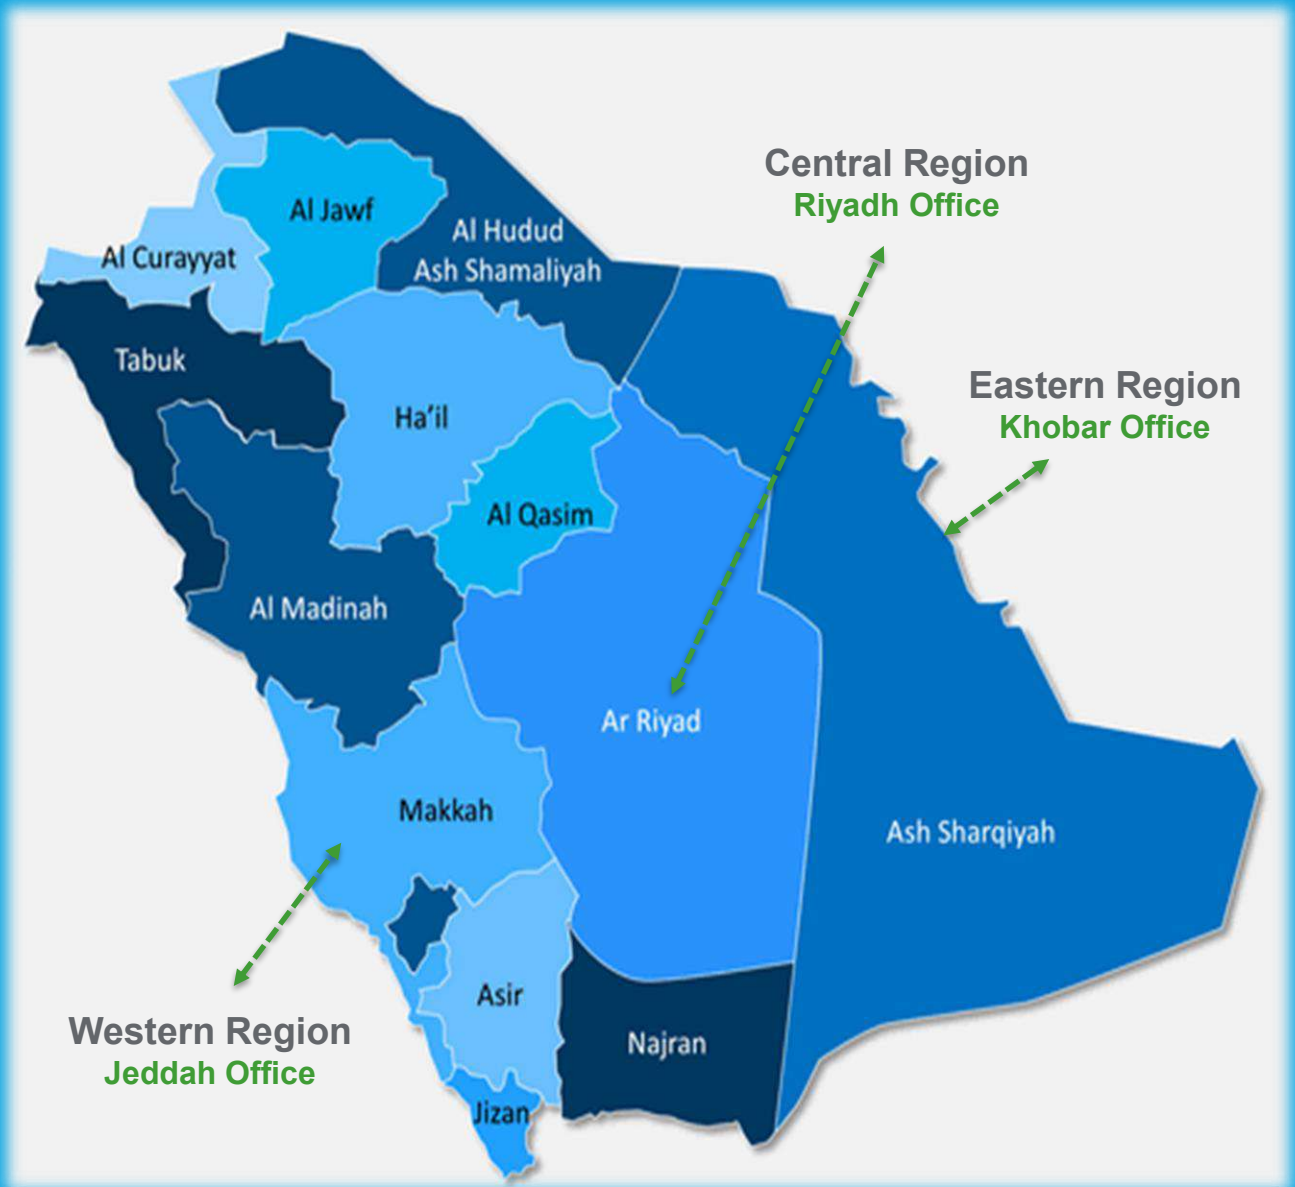 Central Region
Riyadh Office
Al Jawf
Al Hudud
Ash Shamaliyah
Al Curayyat
Tabuk
Eastern Region
Khobar Office
Ha'il
Al Qasim
Al Madinah
Ar Riyad
Makkah
Ash Sharqiyah
Asir
Western Region
Jeddah Office
Najran
Jizan